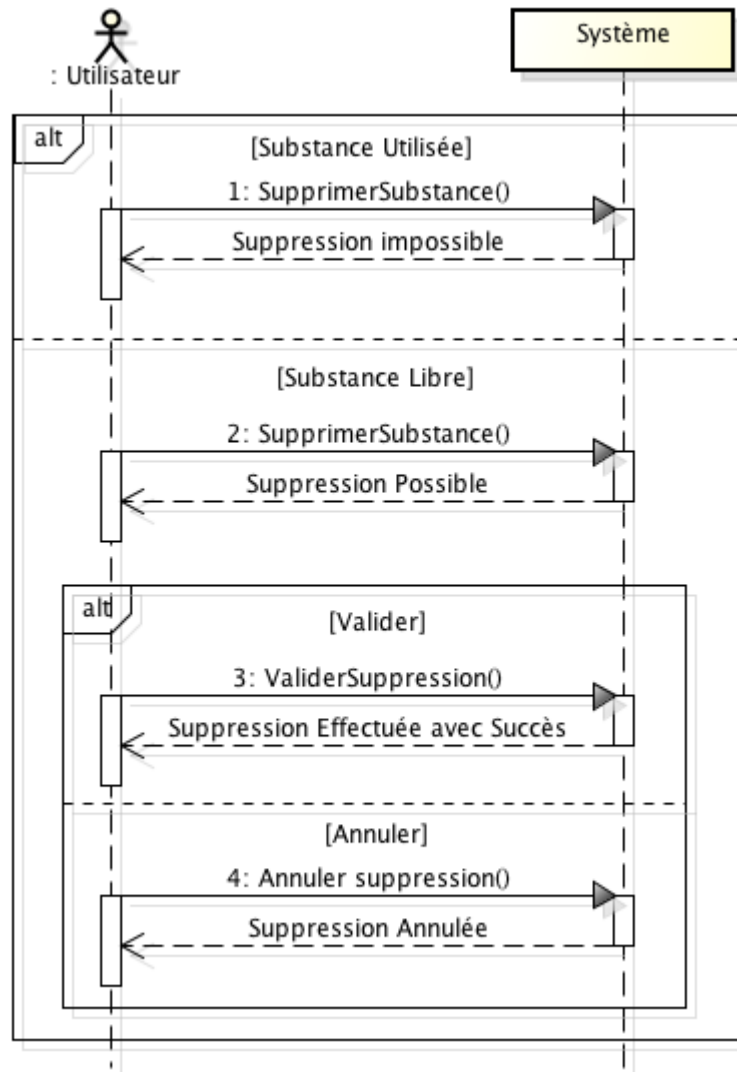 : Utilisateur
Système
alt
[Substance Utilisée]
1: SupprimerSubstance()
Suppression impossible
[Substance Libre]
2: SupprimerSubstance()
Suppression Possible
alt
[Valider]
3: ValiderSuppression()
Suppression Effectuée avec Succès
[Annuler]
4: Annuler suppression()
Suppression Annulée